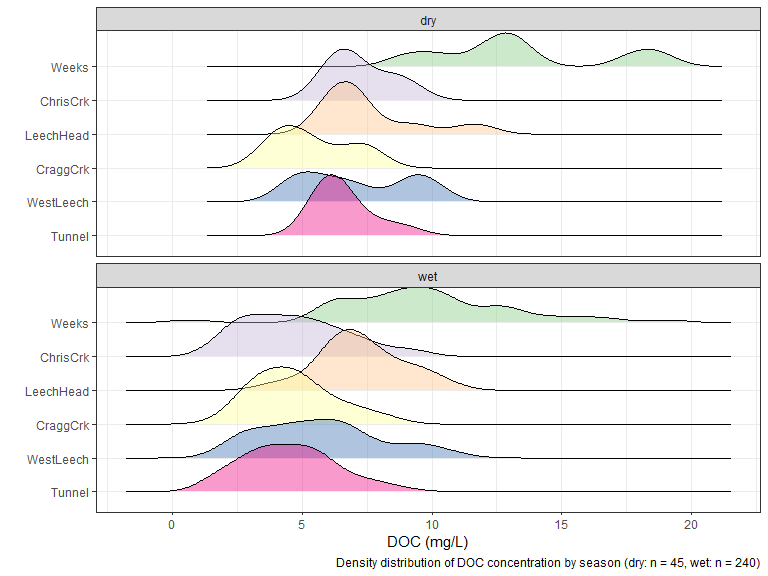 dry
Weeks
ChrisCrk
LeechHead
CraggCrk
WestLeech
Tunnel
wet
Weeks
ChrisCrk
LeechHead
CraggCrk
WestLeech
Tunnel
0 5 10 15 20
DOC (mg/L)
Density distribution of DOC concentration by season (dry: n = 45, wet: n = 240)